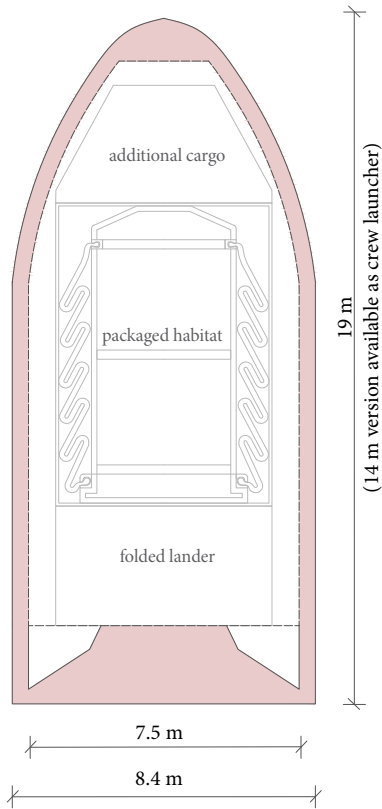 additional cargo
packaged habitat
folded lander
19 m
(14 m version available as crew launcher)
7.5 m
8.4 m